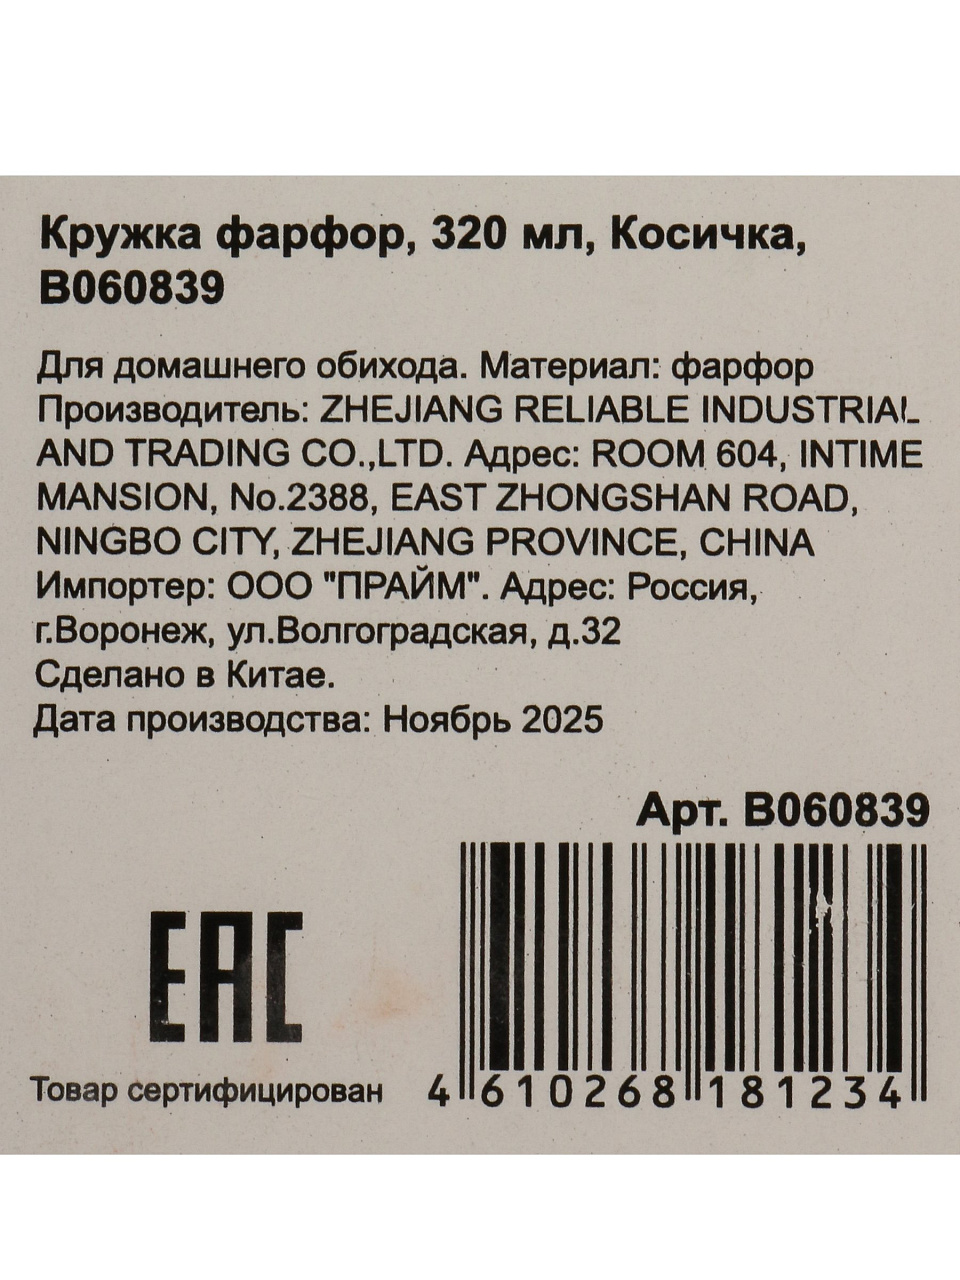 Кружка фарфор, 320 мл, Косичка,
B060839
Для домашнего обихода. Материал: фарфор
Производитель: ZHEJIANG RELIABLE INDUSTRIAL
AND TRADING CO.,LTD. Адрес: ROOM 604, INTIME
MANSION, No.2388, EAST ZHONGSHAN ROAD,
NINGBO CITY, ZHEJIANG PROVINCE, CHINA
Импортер: ООО "ПРАЙМ". Адрес: Россия,
г.Воронеж, ул.Волгоградская, д.32
Сделано в Китае.
Дата производства: Ноябрь 2025
Арт. B060839
EAC
Товар сертифицирован
4 610268 181234